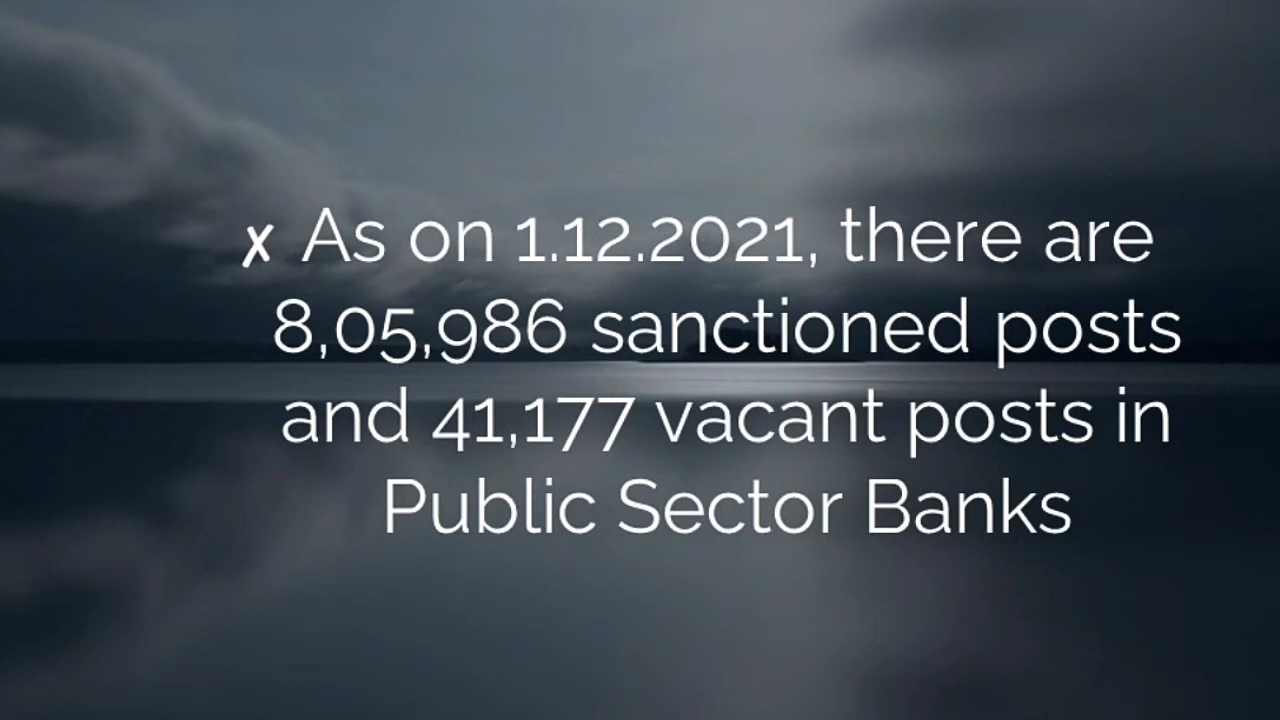 ✗ As on 1.12.2021, there are
8,05,986 sanctioned posts
and 41,177 vacant posts in
Public Sector Banks